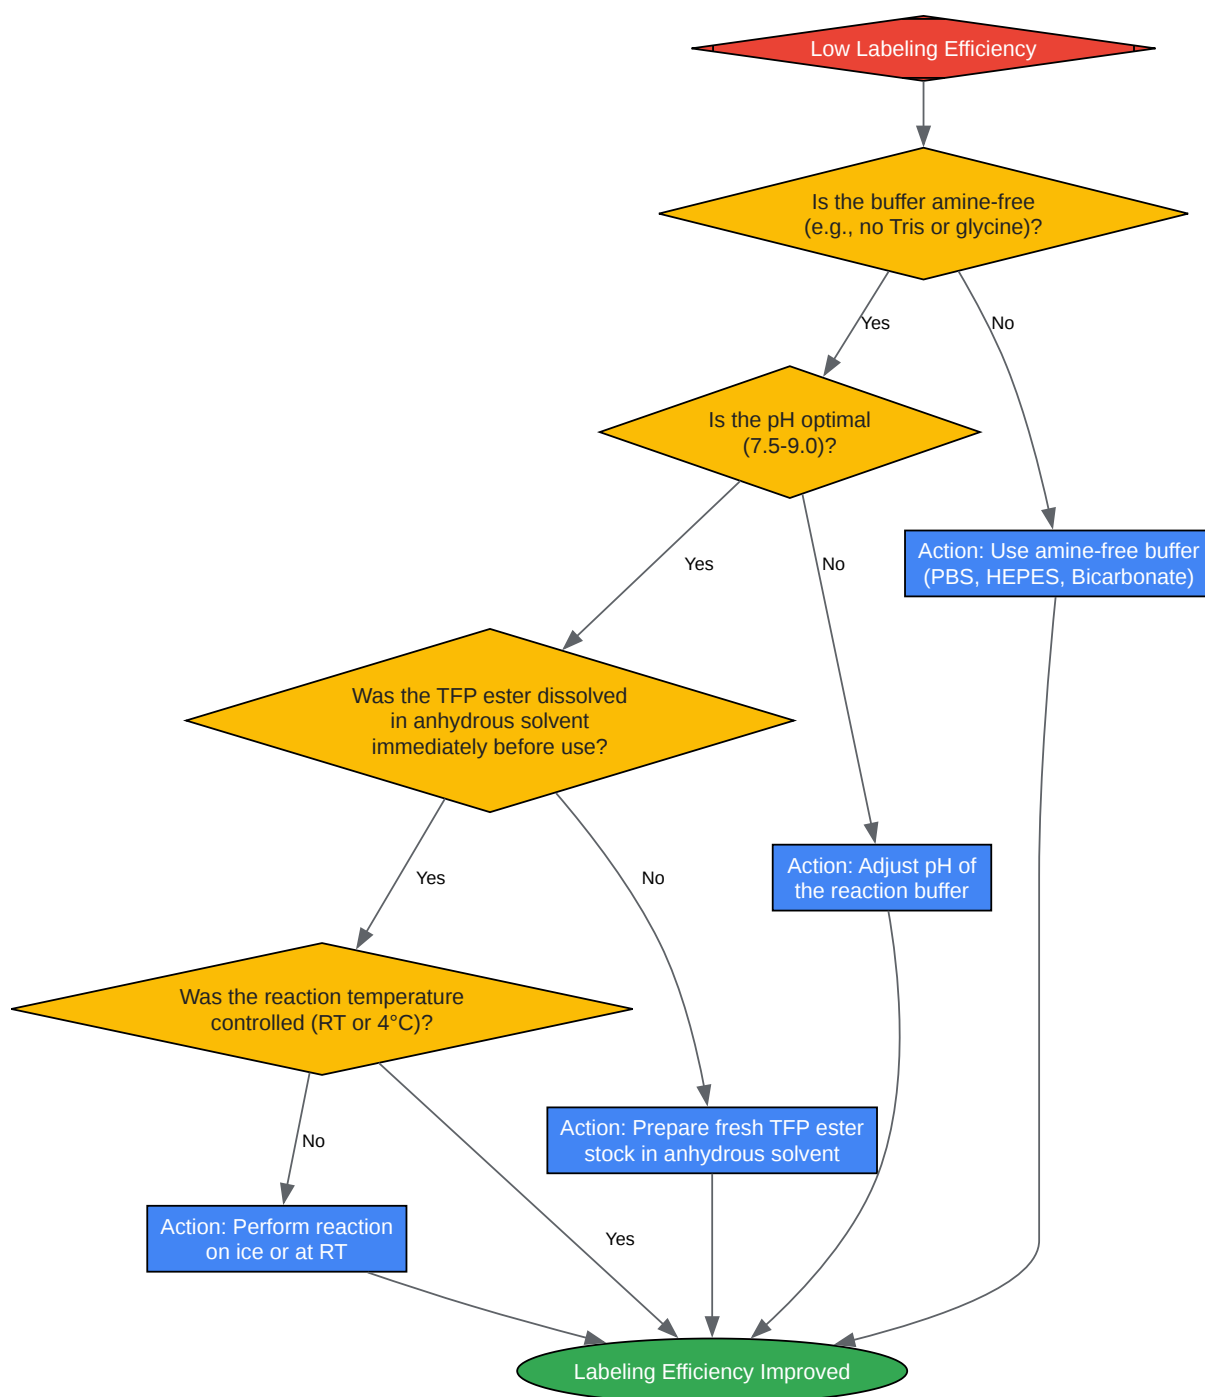 Low Labeling Efficiency
Is the buffer amine-free
(e.g., no Tris or glycine)?
Yes
No
Is the pH optimal
(7.5-9.0)?
Action: Use amine-free buffer
(PBS, HEPES, Bicarbonate)
Yes
No
Was the TFP ester dissolved
in anhydrous solvent
immediately before use?
Action: Adjust pH of
the reaction buffer
Yes
No
Was the reaction temperature
controlled (RT or 4°C)?
Action: Prepare fresh TFP ester
stock in anhydrous solvent
No
Action: Perform reaction
on ice or at RT
Yes
Labeling Efficiency Improved